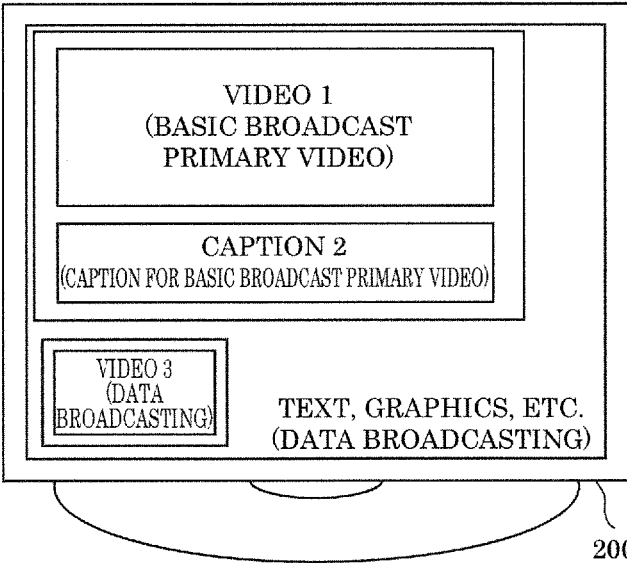 VIDEO 1
(BASIC BROADCAST
PRIMARY VIDEO)
CAPTION 2
(CAPTION FOR BASIC BROADCAST PRIMARY VIDEO)
VIDEO 3
(DATA
BROADCASTING)
TEXT, GRAPHICS, ETC.
(DATA BROADCASTING)
200